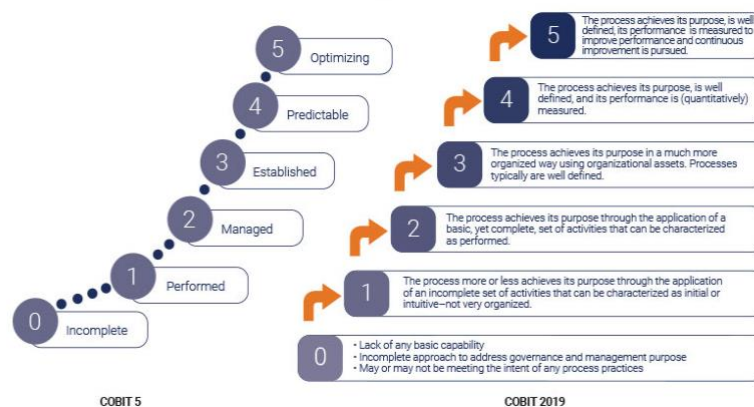 5
Optimizing
4
Predictable
3
Established
2
Managed
1
Performed
0
Incomplete
COBIT 5
5
The process achieves its purpose, is well
defined, its performance is measured to
improve performance and continuous
improvement is pursued.
4
The process achieves its purpose, is well
defined, and its performance is (quantitatively)
measured.
3
The process achieves its purpose in a much more
organized way using organizational assets. Processes
typically are well defined.
2
The process achieves its purpose through the application of a
basic, yet complete, set of activities that can be characterized
as performed.
1
The process more or less achieves its purpose through the application
of an incomplete set of activities that can be characterized as initial or
intuitive–not very organized.
0
• Lack of any basic capability
• Incomplete approach to address governance and management purpose
• May or may not be meeting the intent of any process practices
COBIT 2019